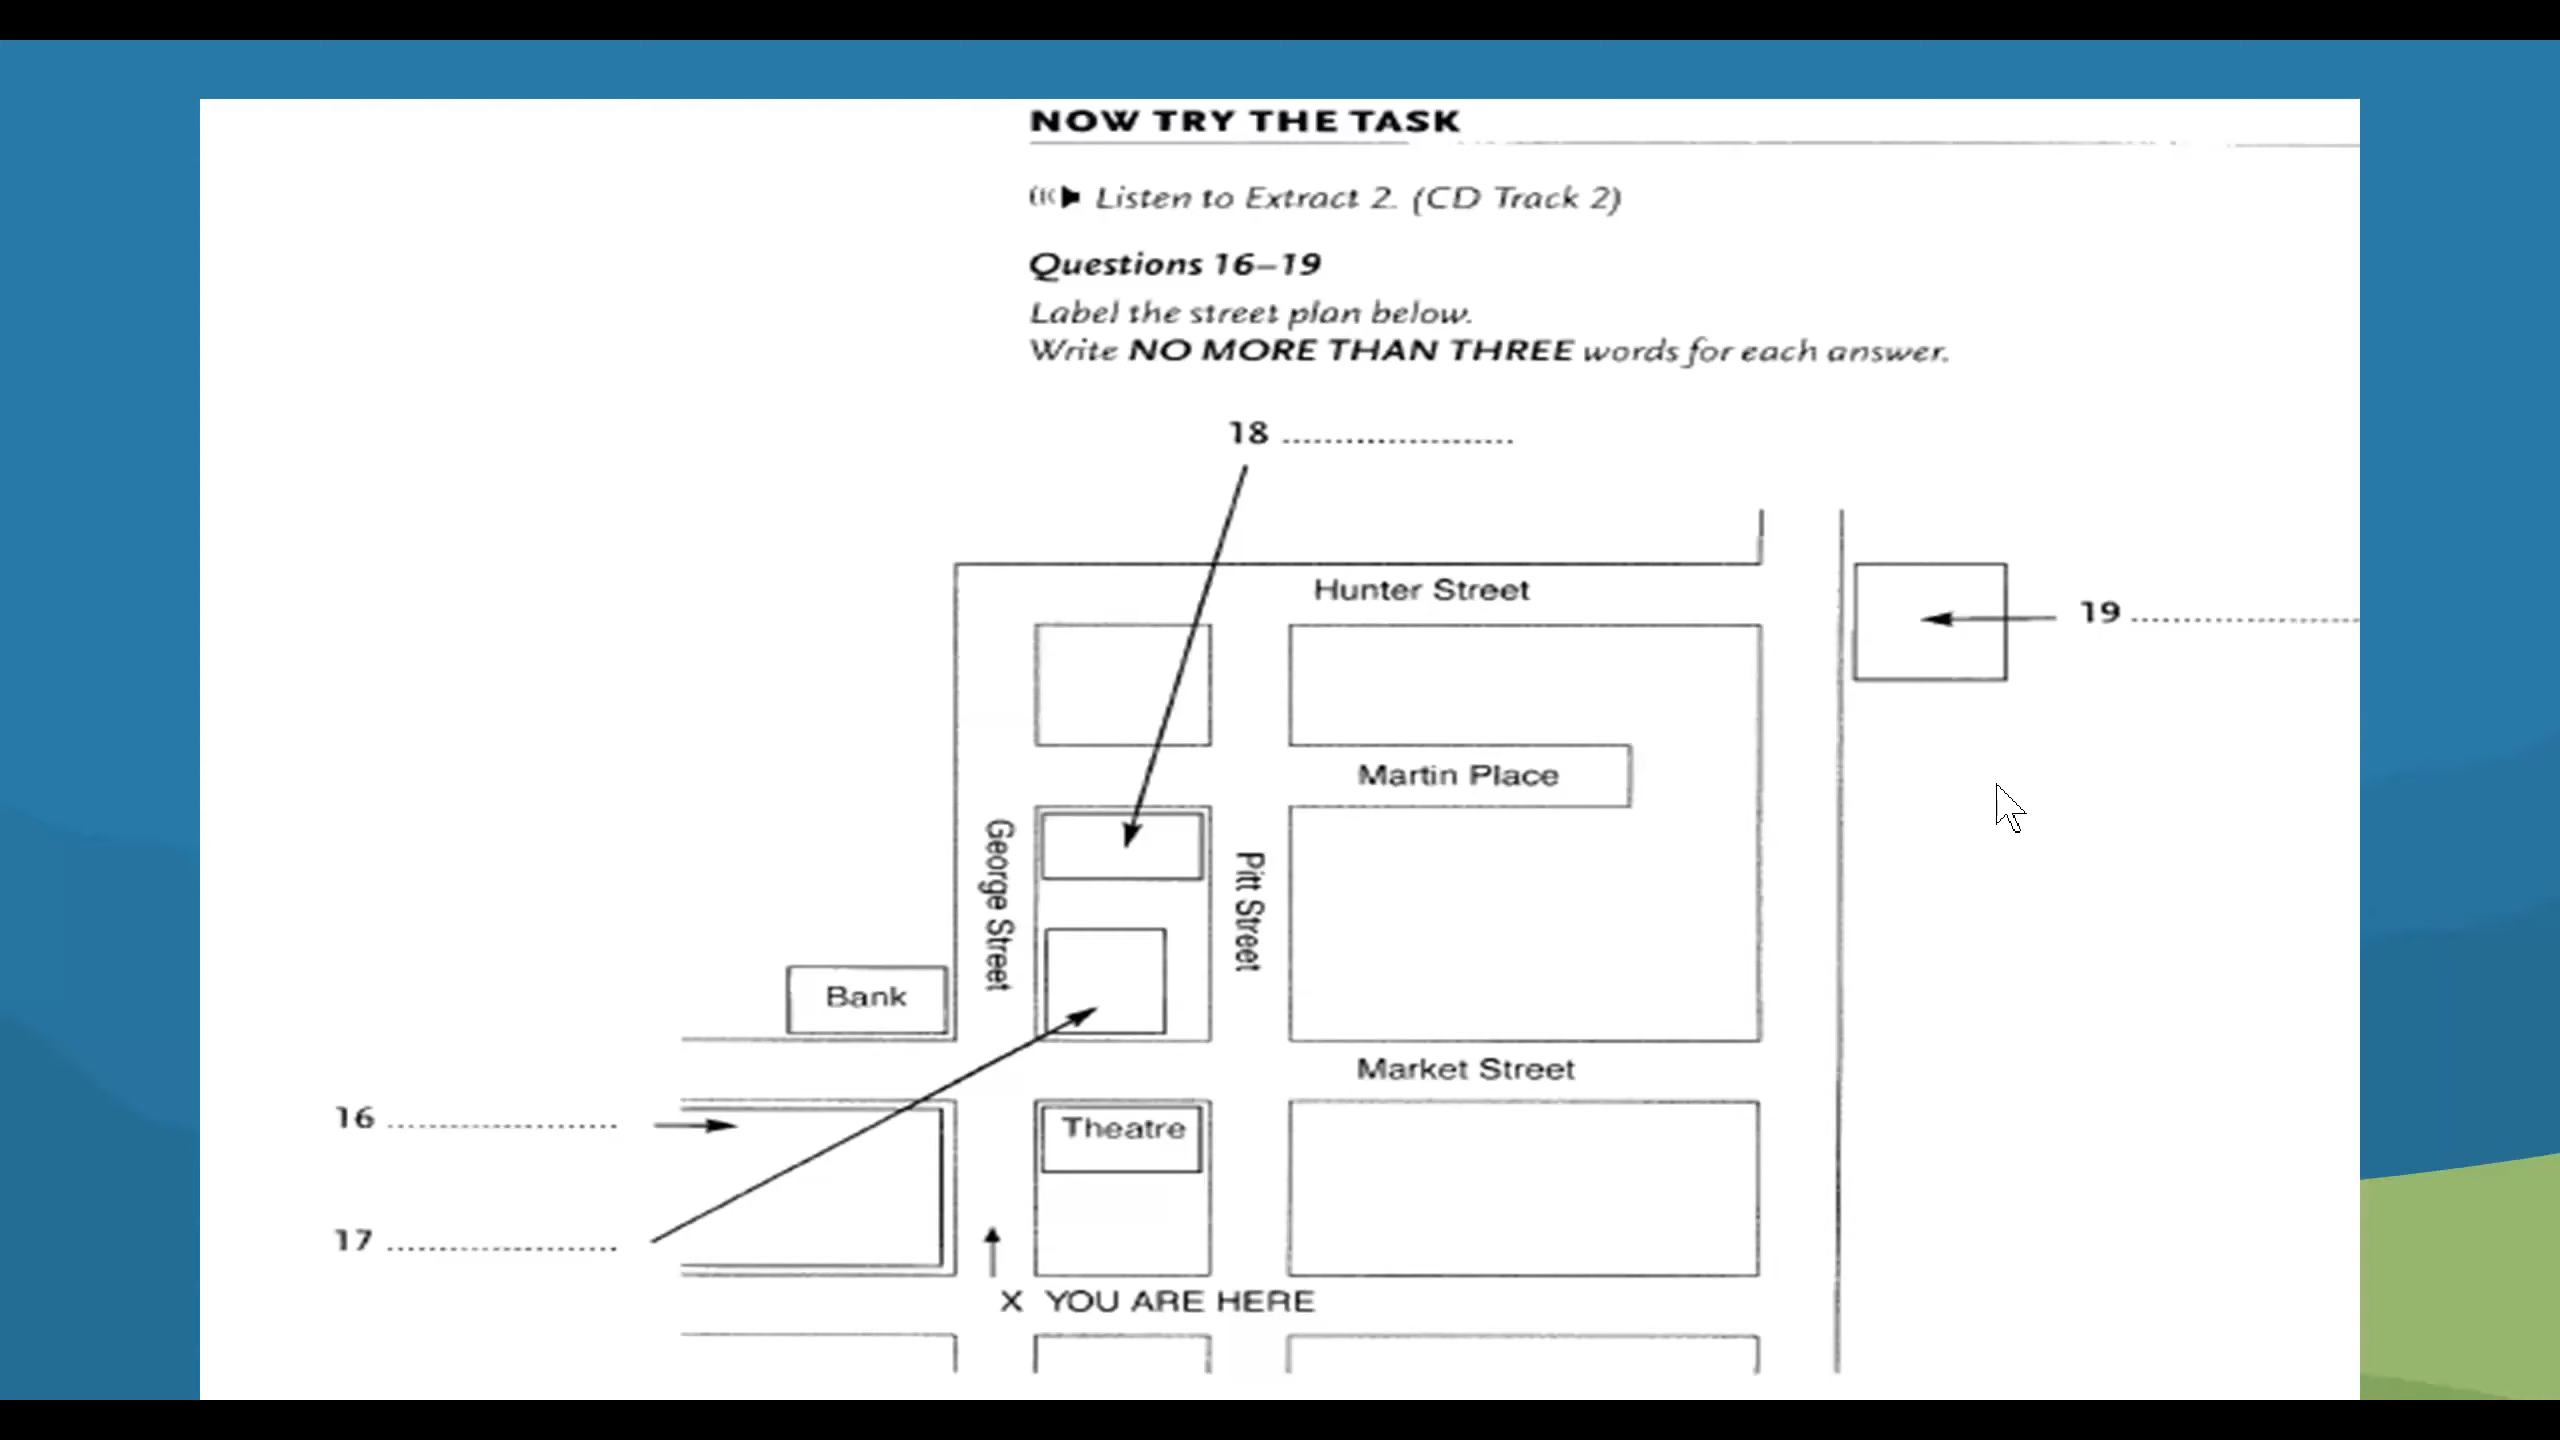 NOW TRY THE TASK
Listen to Extract 2. (CD Track 2)
Questions 16–19
Label the street plan below.
Write NO MORE THAN THREE words for each answer.
18 ........................
Hunter Street
19 ........................
Martin Place
George Street
Pitt Street
Bank
Market Street
16 ........................
Theatre
17 ........................
X YOU ARE HERE